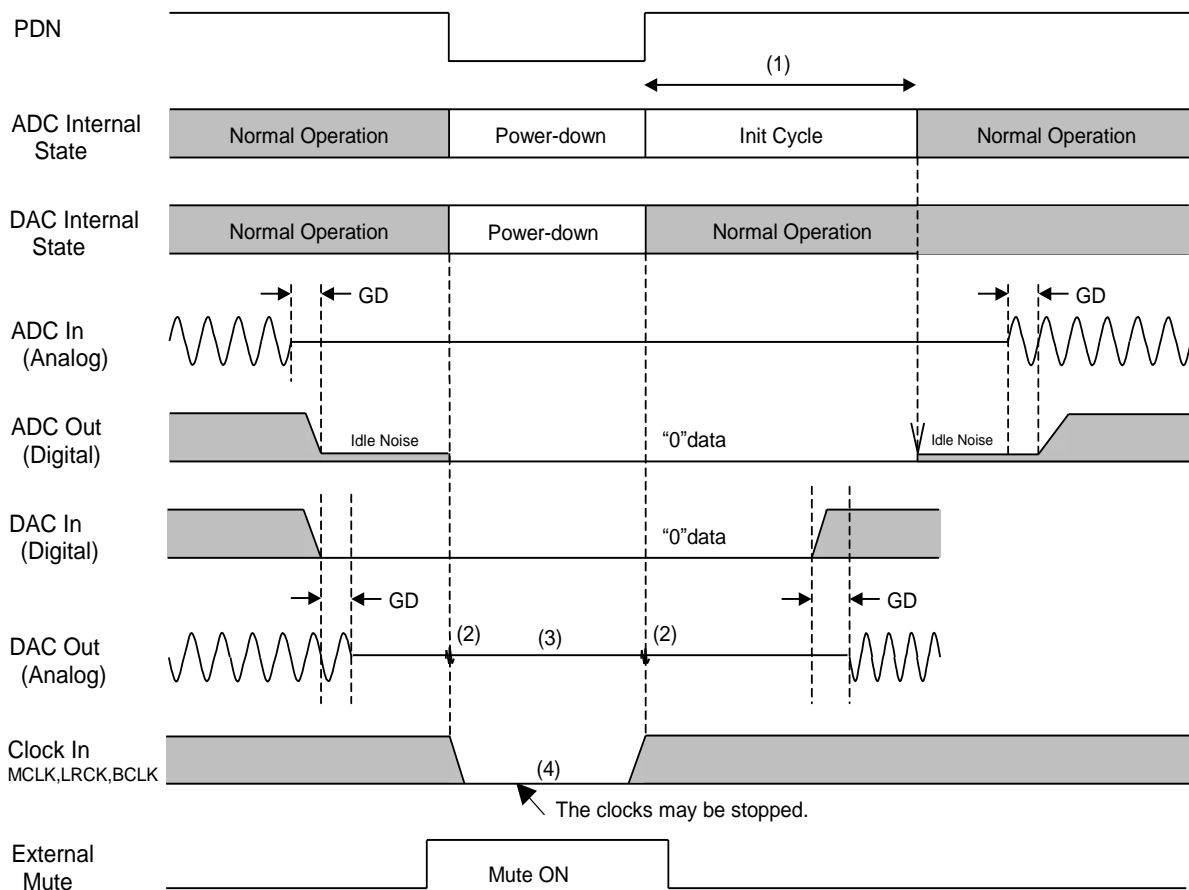 PDN
(1)
ADC Internal
State
Normal Operation
Power-down
Init Cycle
Normal Operation
DAC Internal
State
Normal Operation
Power-down
Normal Operation
GD
GD
ADC In
(Analog)
ADC Out
(Digital)
Idle Noise
“0”data
Idle Noise
DAC In
(Digital)
“0”data
GD
GD
DAC Out
(Analog)
(2)
(3)
(2)
Clock In
MCLK,LRCK,BCLK
(4)
The clocks may be stopped.
External
Mute
Mute ON